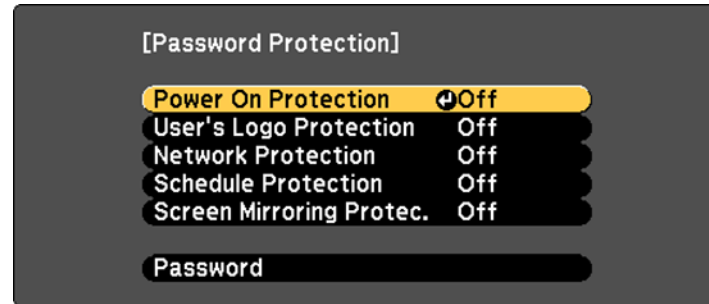 [Password Protection]
Power On Protection Off
User's Logo Protection Off
Network Protection Off
Schedule Protection Off
Screen Mirroring Protec. Off
Password